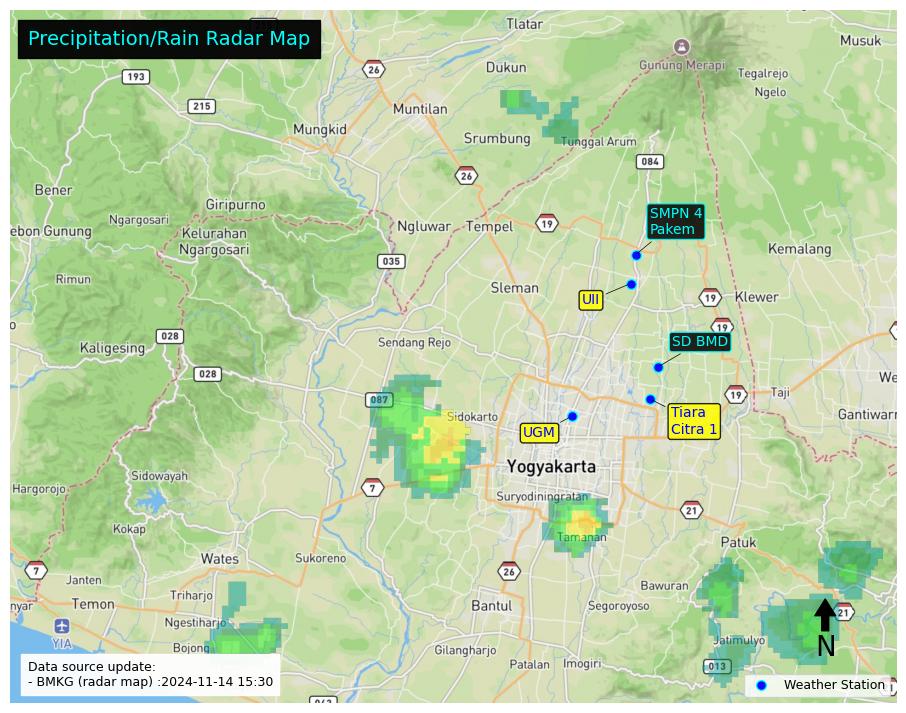 Precipitation/Rain Radar Map
Tlatar
Musuk
26
193
Dukun
Gunung Merapi
Tegalrejo
Ngelo
215
Muntilan
Mungkid
Srumbung
Tunggal Arum
084
Bener
26
Giripurno
SMPN 4
Pakem
Ngargosari
ebon Gunung
Kelurahan
Ngargosari
Ngluwar
Tempel
19
Kemalang
035
Rimun
Sleman
UII
19
Klewer
028
19
Kaligesing
Sendang Rejo
SD BMD
028
We
087
19
Taji
Sidokarto
Tiara
Citra 1
Gantiwarn
UGM
Yogyakarta
Sidowayah
Hargorojo
7
Suryodiningratan
21
Kokap
Tamanan
Patuk
Wates
Sukoreno
7
Janten
26
Bawuran
Triharjo
nyar
Temon
Bantul
Segoroyoso
21
Ngestiharjo
YIA
Jatimulyo
N
Bojong
Gilangharjo
Patalan
Imogiri
013
Data source update:
- BMKG (radar map) :2024-11-14 15:30
Weather Station